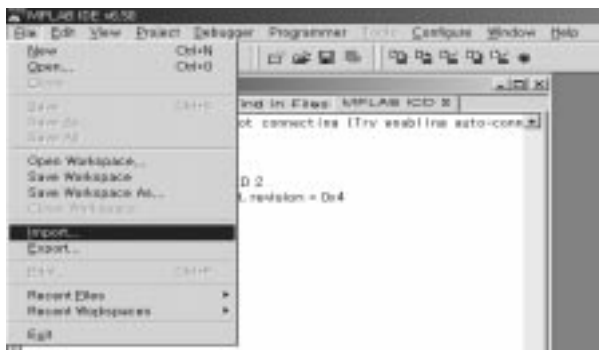 MPLAB IDE v6.50
File Edit View Project Debugger Programmer Tools Configure Window Help
New Ctrl+N
Open... Ctrl+O
Close
Save Ctrl+S
Save As...
Save All
Find in Files MPLAB ICD 2
ot connecting (Try enabling auto-conn
Open Workspace...
Save Workspace
Save Workspace As...
Close Workspace
D 2
t.revision = 0x4
Import...
Export...
Print... Ctrl+P
Recent Files
Recent Workspaces
Exit